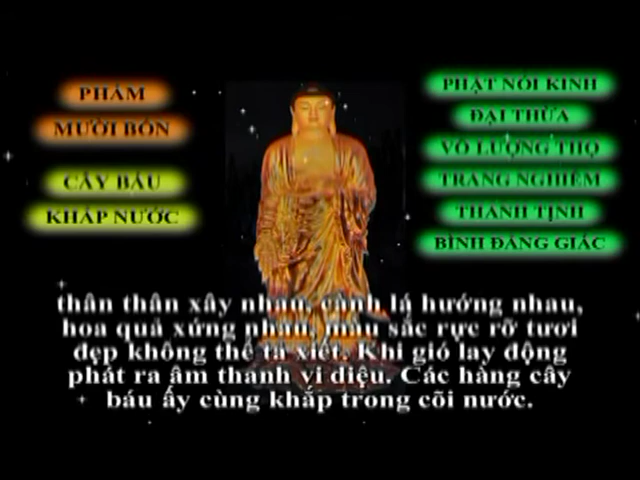 PHẨM
MƯỜI BỐN
CÂY BÁU
KHẮP NƯỚC
PHẬT NÓI KINH
ĐẠI THỪA
VÔ LƯỢNG THỌ
TRANG NGHIÊM
THANH TỊNH
BÌNH ĐẲNG GIÁC
thân thân xây nhau, cành lá hướng nhau,
hoa quả xứng nhau, màu sắc rực rỡ tươi
đẹp không thể tả xiết. Khi gió lay động
phát ra âm thanh vi diệu. Các hàng cây
báu ấy cùng khắp trong cõi nước.